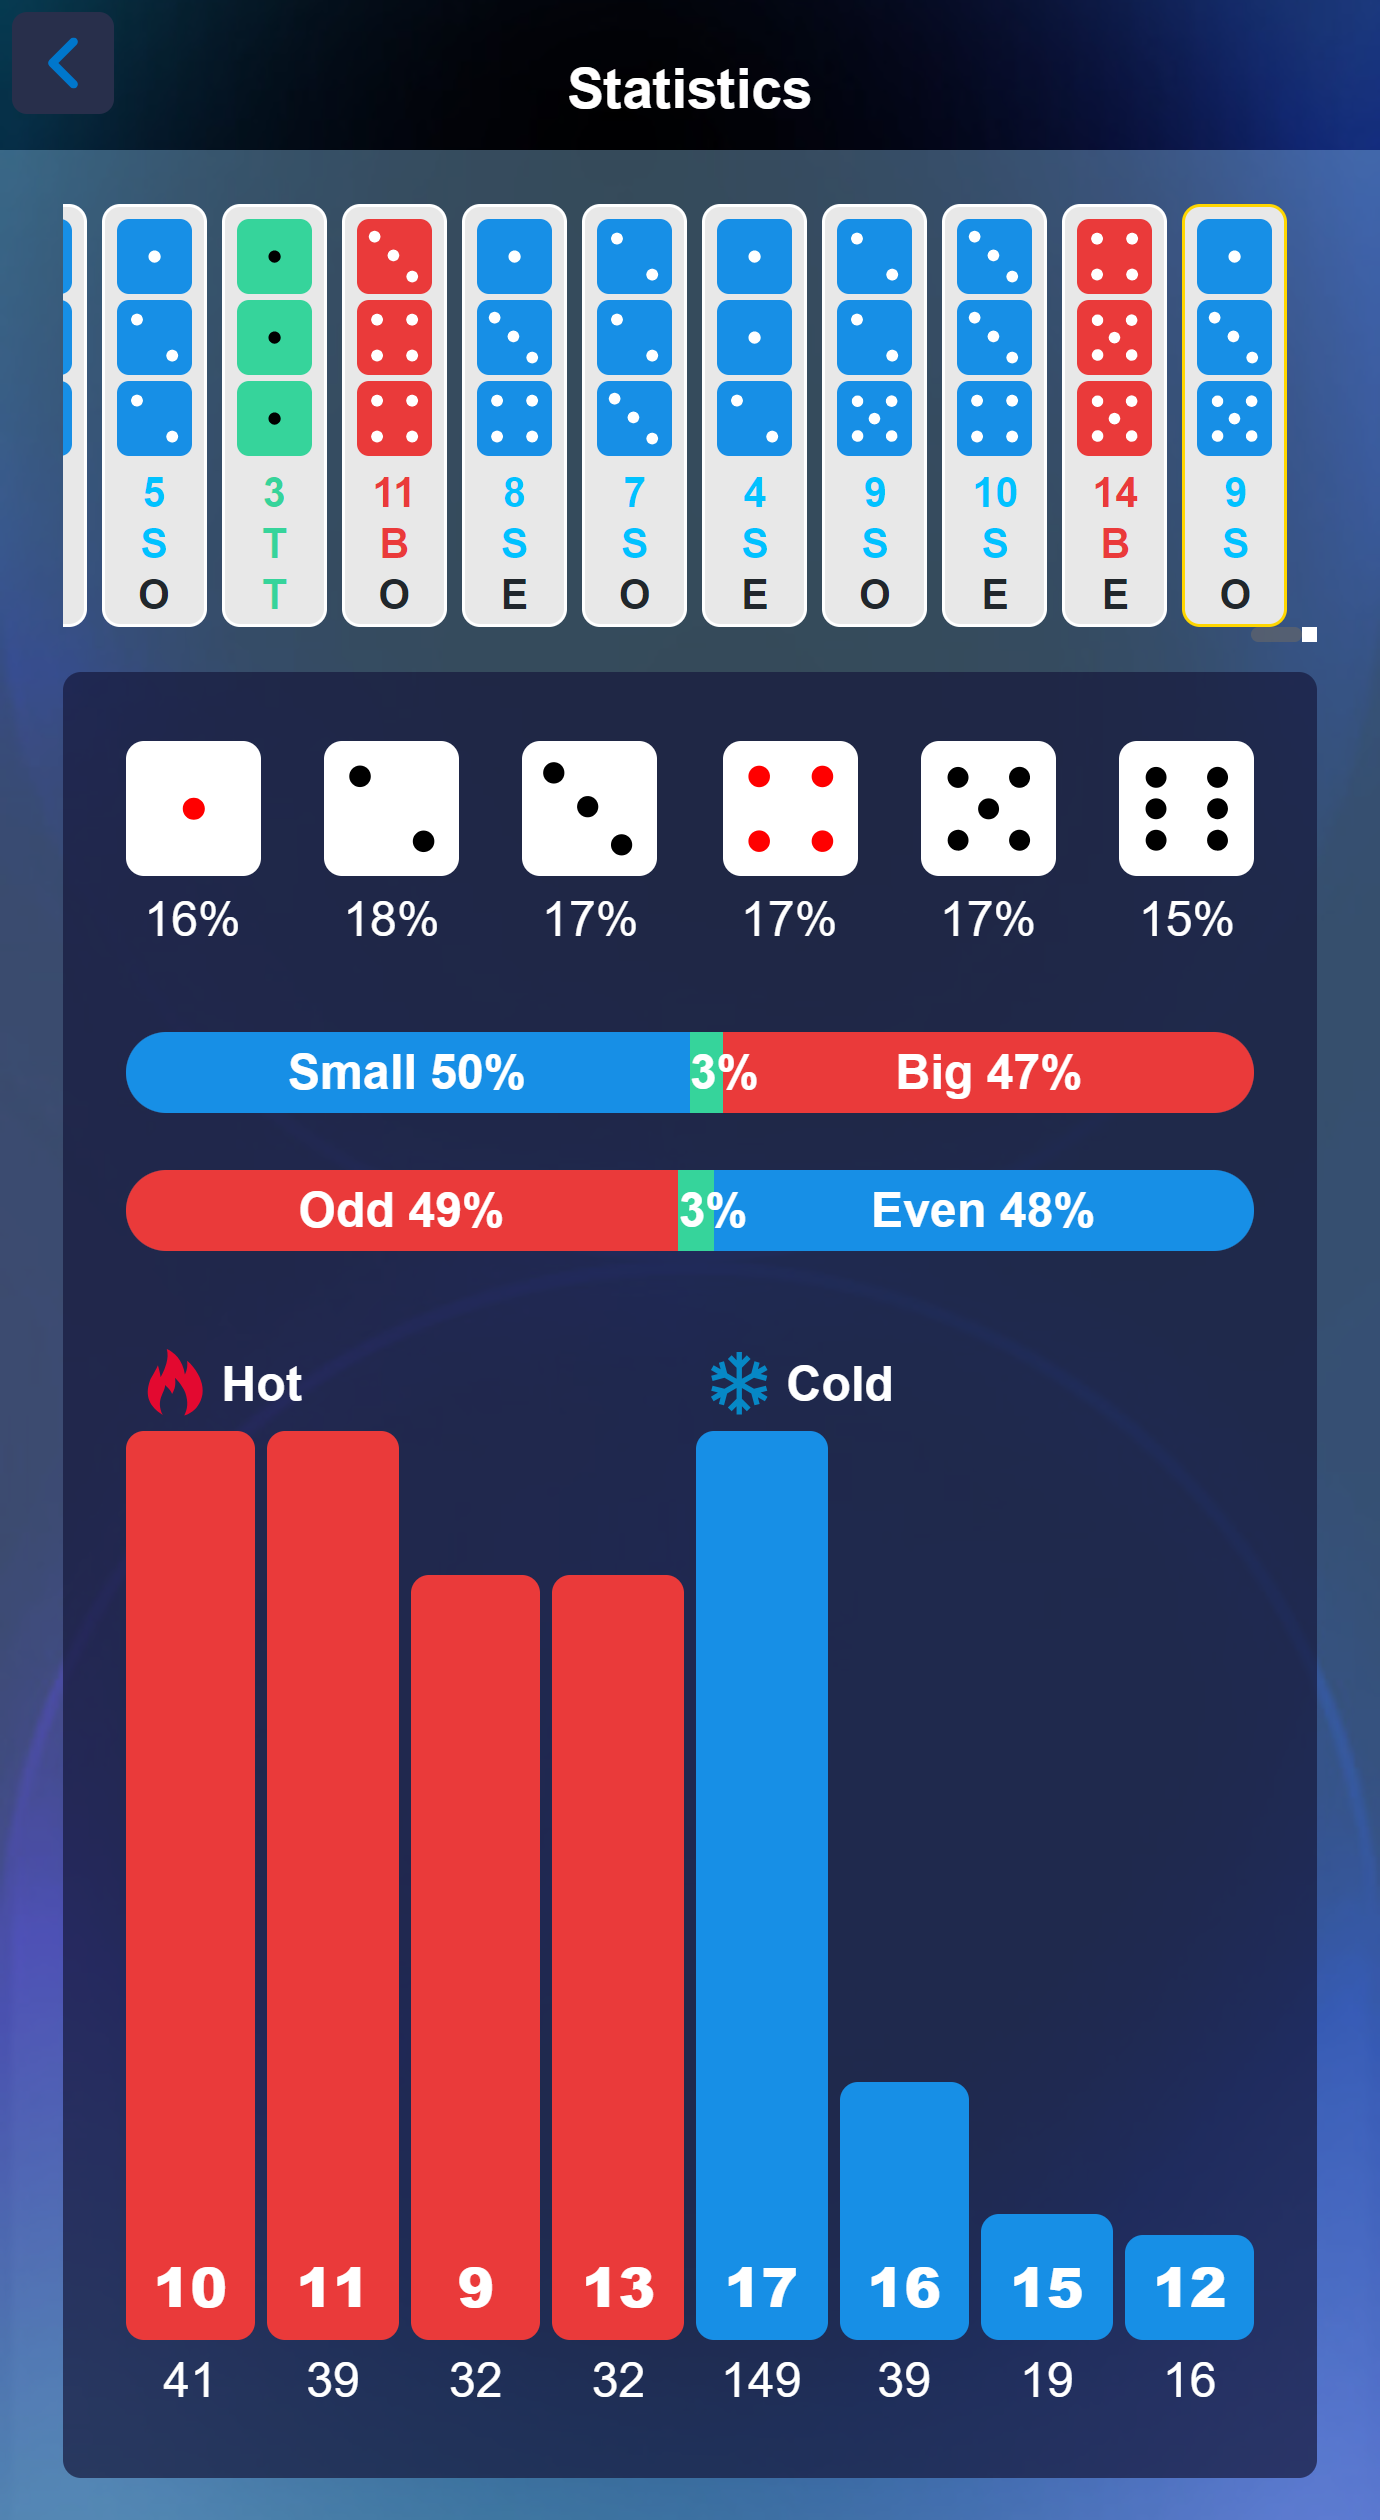 Statistics
5 3 11 8 7 4 9 10 14 9
S T B S S S S S B S
O T O E O E O E E O
16% 18% 17% 17% 17% 15%
Small 50% 3% Big 47%
Odd 49% 3% Even 48%
Hot Cold
10 11 9 13 17 16 15 12
41 39 32 32 149 39 19 16